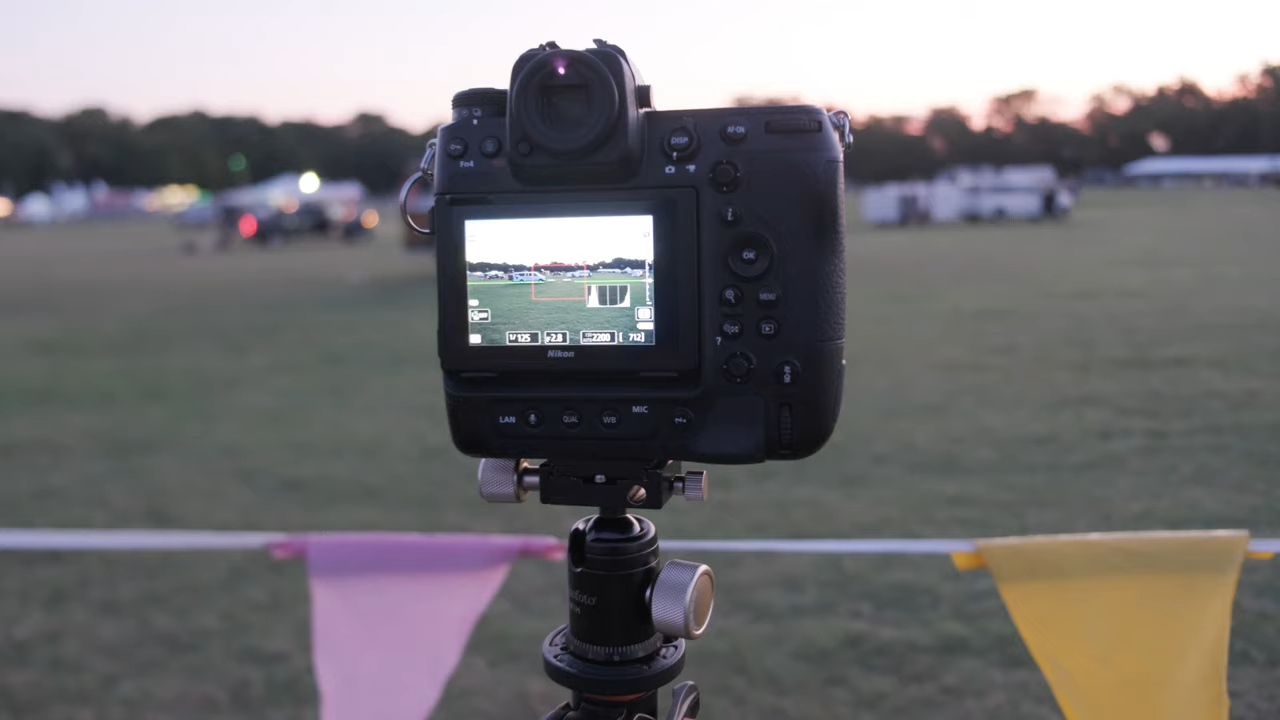 DISP
AF-ON
Fn4
i
OK
MENU
?
1/125 F2.8 2200 [ 712]
Nikon
LAN QUAL WB MIC